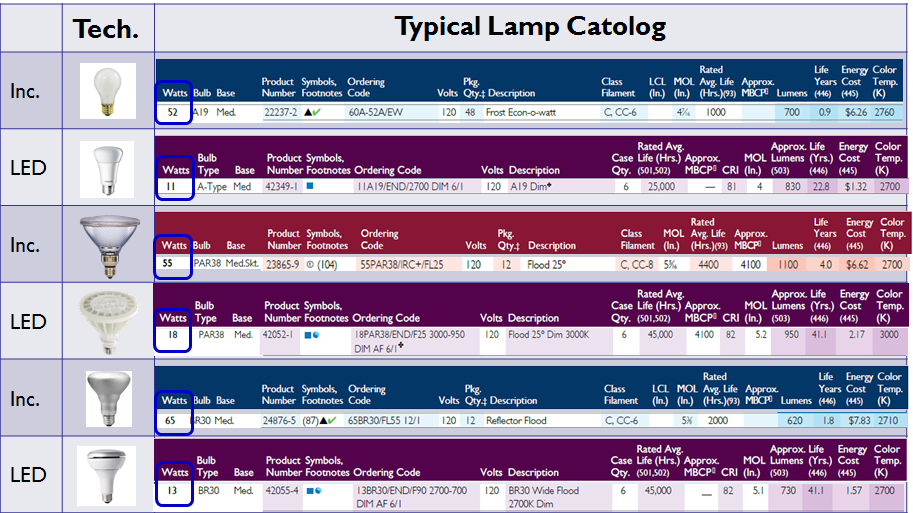 Tech. Typical Lamp Catolog
Inc.
Product Symbols, Ordering Pkg. Class LCL MOL Rated Approx. Life Energy Color
Watts Bulb Base Number Footnotes Code Volts Qty.‡ Description Filament (In.) (In.) Avg. Life (Hrs.)(93) MBCP Lumens Years (446) Cost (445) Temp. (K)
52 A19 Med. 22237-2 ▲✓ 60A-52A/EW 120 48 Frost Econ-o-watt C, CC-6 1000 700 0.9 $6.26 2760
LED
Bulb Product Symbols, Case Rated Avg. Approx. MOL Approx. Life Energy Color
Watts Type Base Number Footnotes Ordering Code Volts Description Qty. Life (Hrs.) (501,502) MBCP CRI (In.) Lumens (503) (Yrs.) (446) Cost (445) Temp. (K)
11 A-Type Med 42349-1 ■ 11A19/END/2700 DIM 6/1 120 A19 Dim❖ 6 25,000 — 81 4 830 22.8 $1.32 2700
Inc.
Product Symbols, Ordering Pkg. Class MOL Rated Approx. Life Energy Color
Watts Bulb Base Number Footnotes Code Volts Qty.‡ Description Filament (In.) Avg. Life (Hrs.)(93) MBCP Lumens Years (446) Cost (445) Temp. (K)
55 PAR38 Med.Skt. 23865-9 (104) 55PAR/38/IRC+/FL25 120 12 Flood 25° C, CC-8 4400 4100 1100 4.0 $6.62 2700
LED
Bulb Product Symbols, Case Rated Avg. Approx. MOL Approx. Life Energy Color
Watts Type Base Number Footnotes Ordering Code Volts Description Qty. Life (Hrs.) (501,502) MBCP CRI (In.) Lumens (503) (Yrs.) (446) Cost (445) Temp. (K)
18 PAR38 Med. 42052-1 ■ 18PAR38/END/F25 3000-950 120 Flood 25° Dim 3000K 6 45,000 4100 82 5.2 950 41.1 2.17 3000
DIM AF 6/1❖
Inc.
Product Symbols, Ordering Pkg. Class LCL MOL Rated Approx. Life Energy Color
Watts Bulb Base Number Footnotes Code Volts Qty.‡ Description Filament (In.) (In.) Avg. Life (Hrs.)(93) MBCP Lumens Years (446) Cost (445) Temp. (K)
65 BR30 Med. 24876-5 (87)▲✓ 65BR30/FL55 12/1 120 12 Reflector Flood C, CC-6 2000 620 1.8 $7.83 2710
LED
Bulb Product Symbols, Case Rated Avg. Approx. MOL Approx. Life Energy Color
Watts Type Base Number Footnotes Ordering Code Volts Description Qty. Life (Hrs.) (501,502) MBCP CRI (In.) Lumens (503) (Yrs.) (446) Cost (445) Temp. (K)
13 BR30 Med. 42055-4 ■ 13BR30/END/F90 2700-700 120 BR30 Wide Flood 6 45,000 — 82 5.1 730 41.1 1.57 2700
DIM AF 6/1 2700K Dim